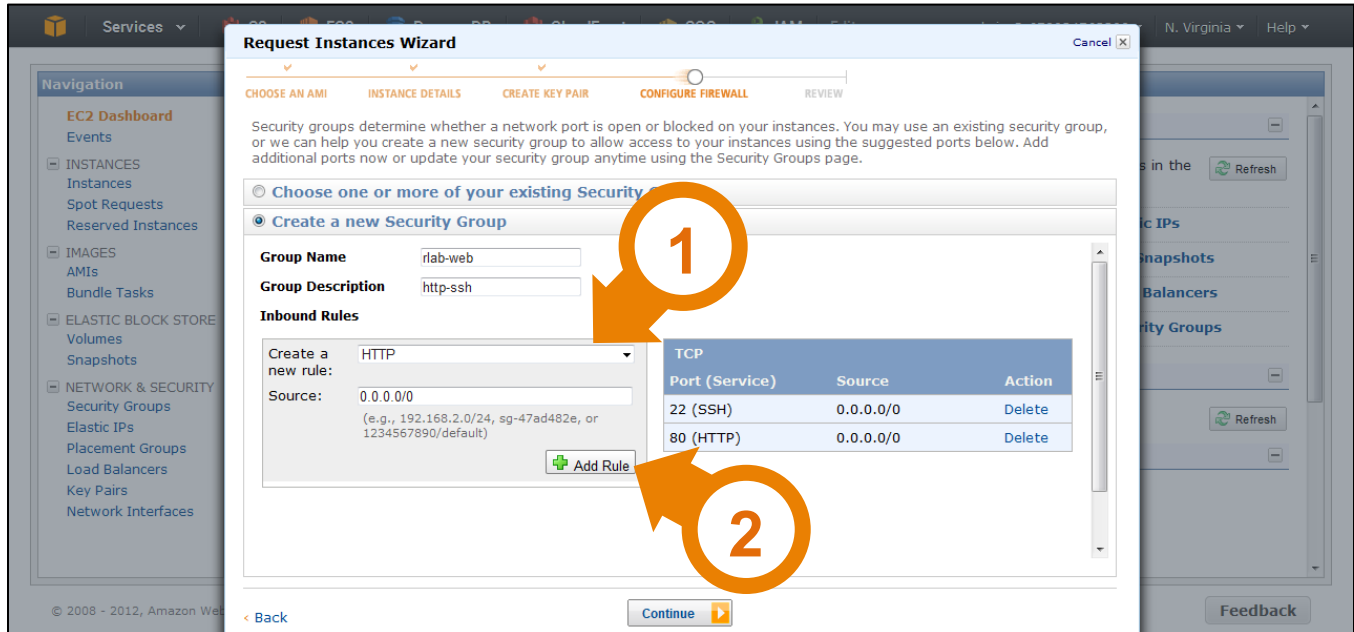 Services
Request Instances Wizard
Cancel
N. Virginia
Help
Navigation
EC2 Dashboard
Events
INSTANCES
Instances
Spot Requests
Reserved Instances
IMAGES
AMIs
Bundle Tasks
ELASTIC BLOCK STORE
Volumes
Snapshots
NETWORK & SECURITY
Security Groups
Elastic IPs
Placement Groups
Load Balancers
Key Pairs
Network Interfaces
CHOOSE AN AMI INSTANCE DETAILS CREATE KEY PAIR CONFIGURE FIREWALL REVIEW
Security groups determine whether a network port is open or blocked on your instances. You may use an existing security group,
or we can help you create a new security group to allow access to your instances using the suggested ports below. Add
additional ports now or update your security group anytime using the Security Groups page.
Choose one or more of your existing Security
Create a new Security Group
Group Name rlab-web
Group Description http-ssh
Inbound Rules
Create a new rule: HTTP
Source: 0.0.0.0/0
(e.g., 192.168.2.0/24, sg-47ad482e, or
1234567890/default)
Add Rule
TCP
Port (Service) Source Action
22 (SSH) 0.0.0.0/0 Delete
80 (HTTP) 0.0.0.0/0 Delete
1
2
s in the
Refresh
ic IPs
Snapshots
Balancers
rity Groups
Refresh
< Back
Continue
© 2008 - 2012, Amazon Web
Feedback